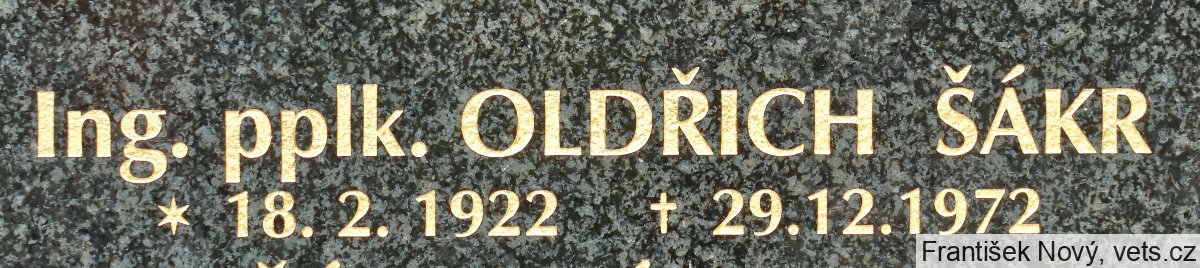 Ing. pplk. OLDŘICH ŠÁKR
* 18. 2. 1922 † 29.12.1972
František Nový, vets.cz